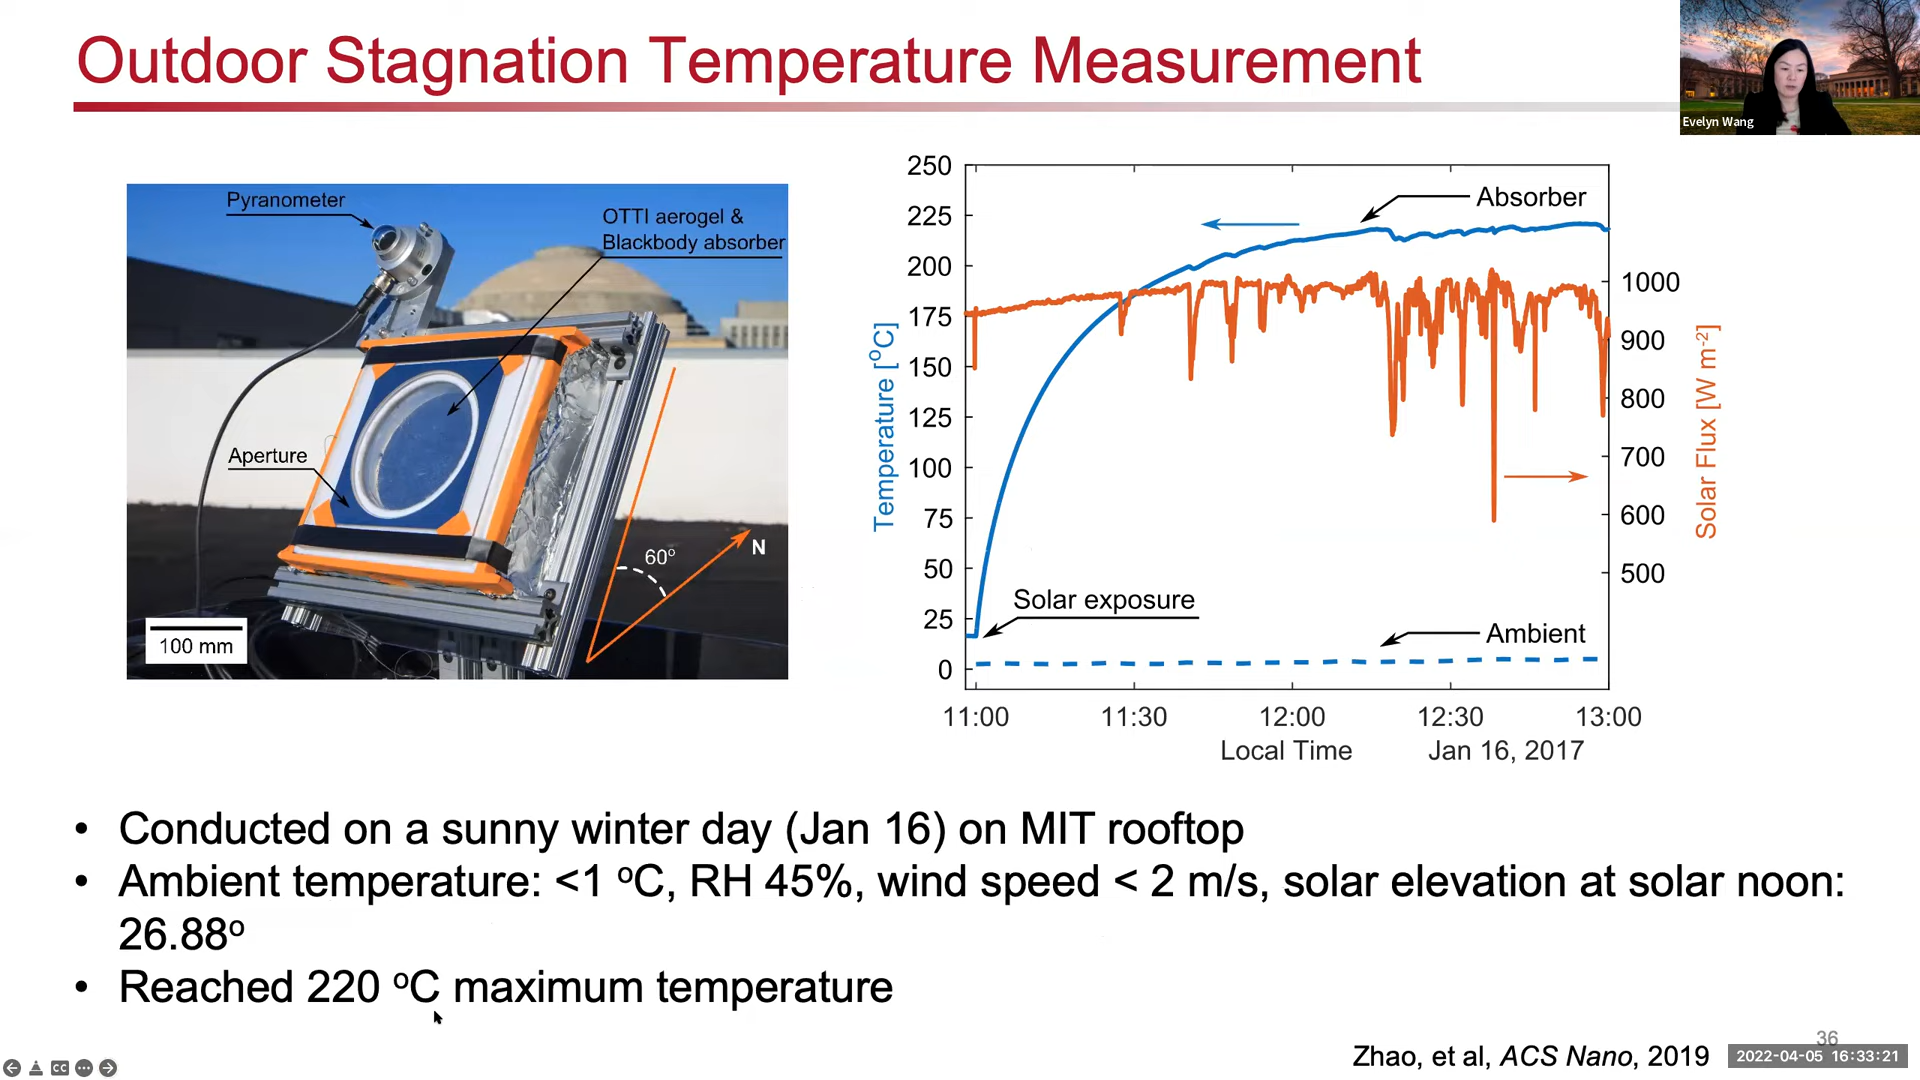 Outdoor Stagnation Temperature Measurement
Evelyn Wang
Pyranometer
OTTI aerogel &
Blackbody absorber
Aperture
60°
N
100 mm
250
225
200
175
150
125
100
75
50
25
0
Temperature [°C]
Absorber
Solar exposure
Ambient
1000
900
800
700
600
500
Solar Flux [W m⁻²]
11:00 11:30 12:00 12:30 13:00
Local Time Jan 16, 2017
• Conducted on a sunny winter day (Jan 16) on MIT rooftop
• Ambient temperature: <1 °C, RH 45%, wind speed < 2 m/s, solar elevation at solar noon:
26.88°
• Reached 220 °C maximum temperature
36
Zhao, et al, ACS Nano, 2019
2022-04-05 16:33:21
CC